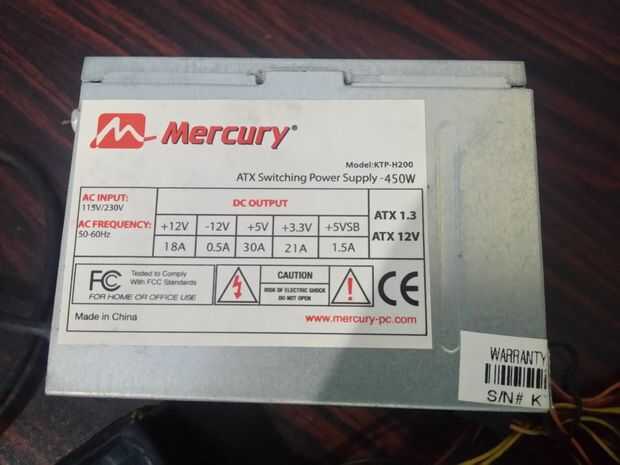 Mercury®
Model:KTP-H200
ATX Switching Power Supply -450W
AC INPUT:
115V/230V
AC FREQUENCY:
50-60Hz
DC OUTPUT
+12V -12V +5V +3.3V +5VSB
18A 0.5A 30A 21A 1.5A
ATX 1.3
ATX 12V
FC
Tested to Comply
With FCC Standards
FOR HOME OR OFFICE USE
CAUTION
RISK OF ELECTRIC SHOCK
DO NOT OPEN
CE
Made in China
www.mercury-pc.com
WARRANTY
S/N# K